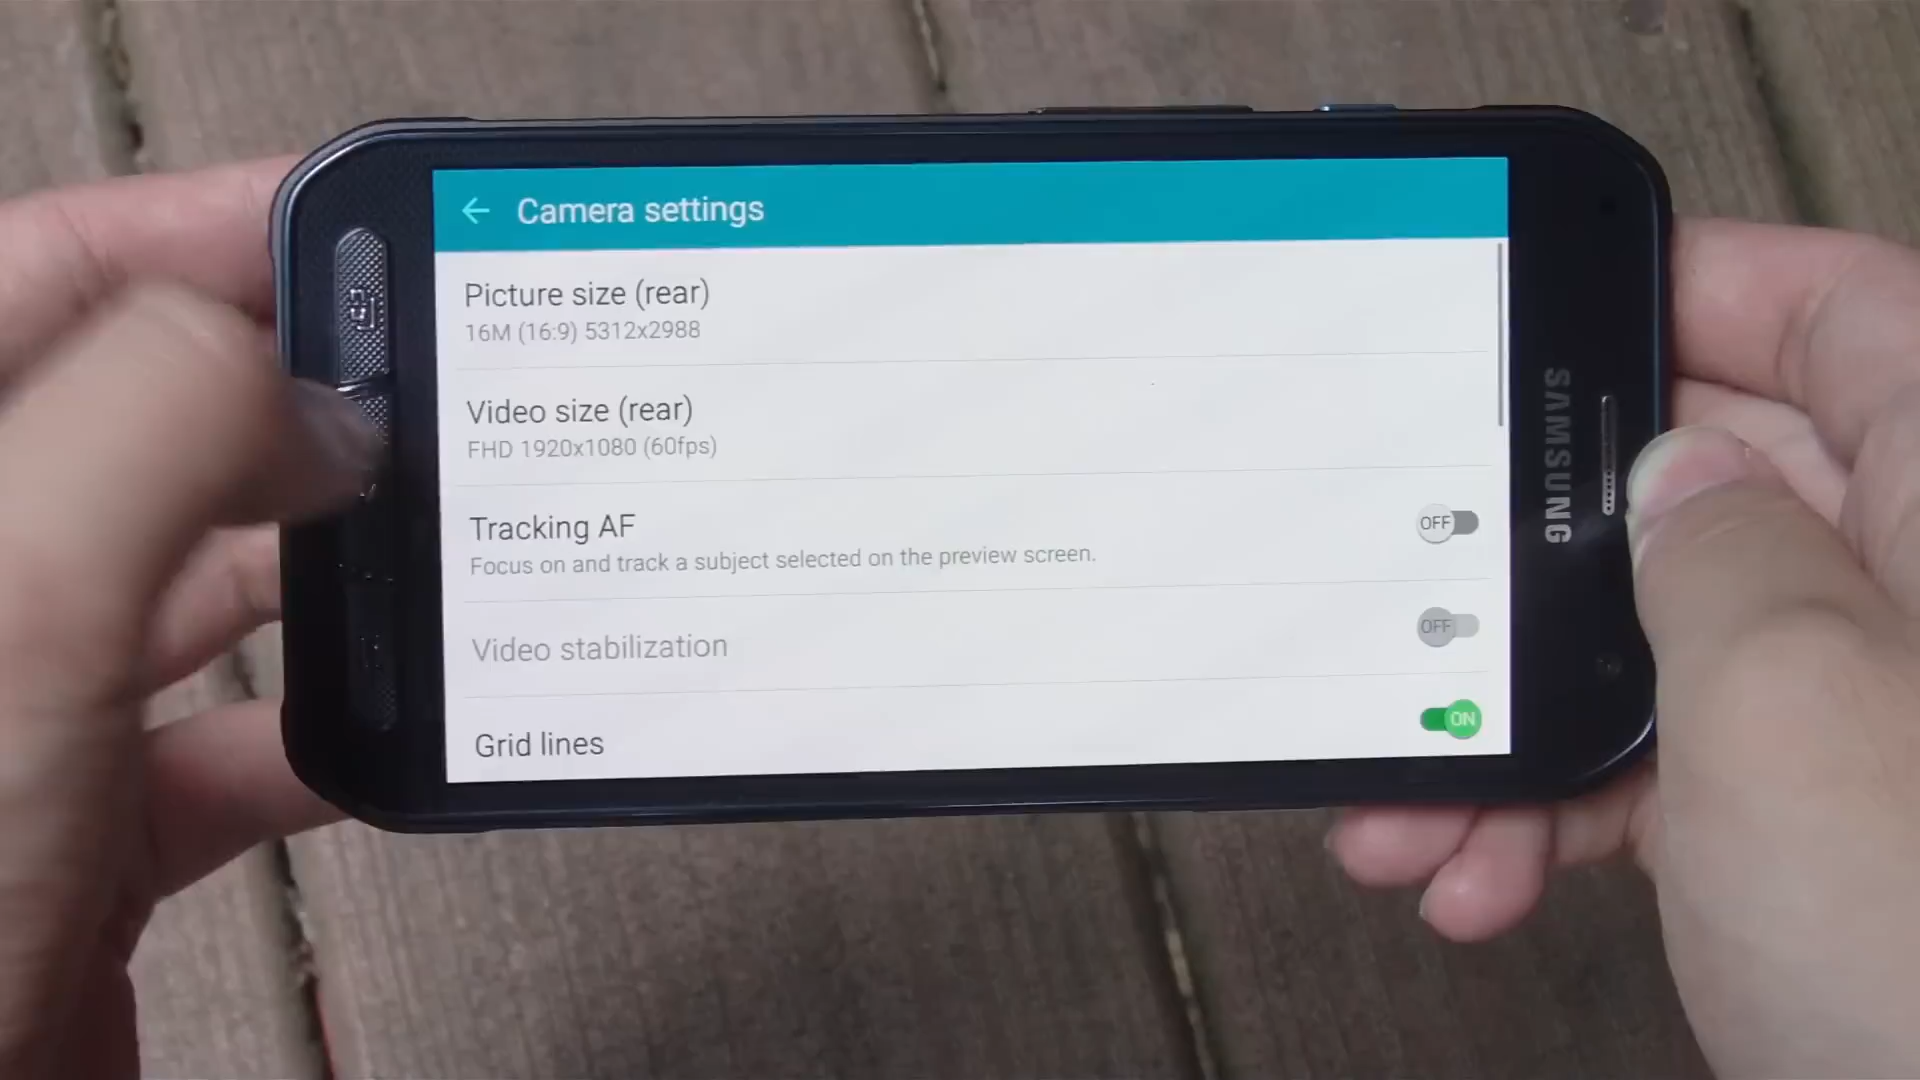 Camera settings
Picture size (rear)
16M (16:9) 5312x2988
Video size (rear)
FHD 1920x1080 (60fps)
Tracking AF
OFF
Focus on and track a subject selected on the preview screen.
Video stabilization
OFF
Grid lines
ON
SAMSUNG